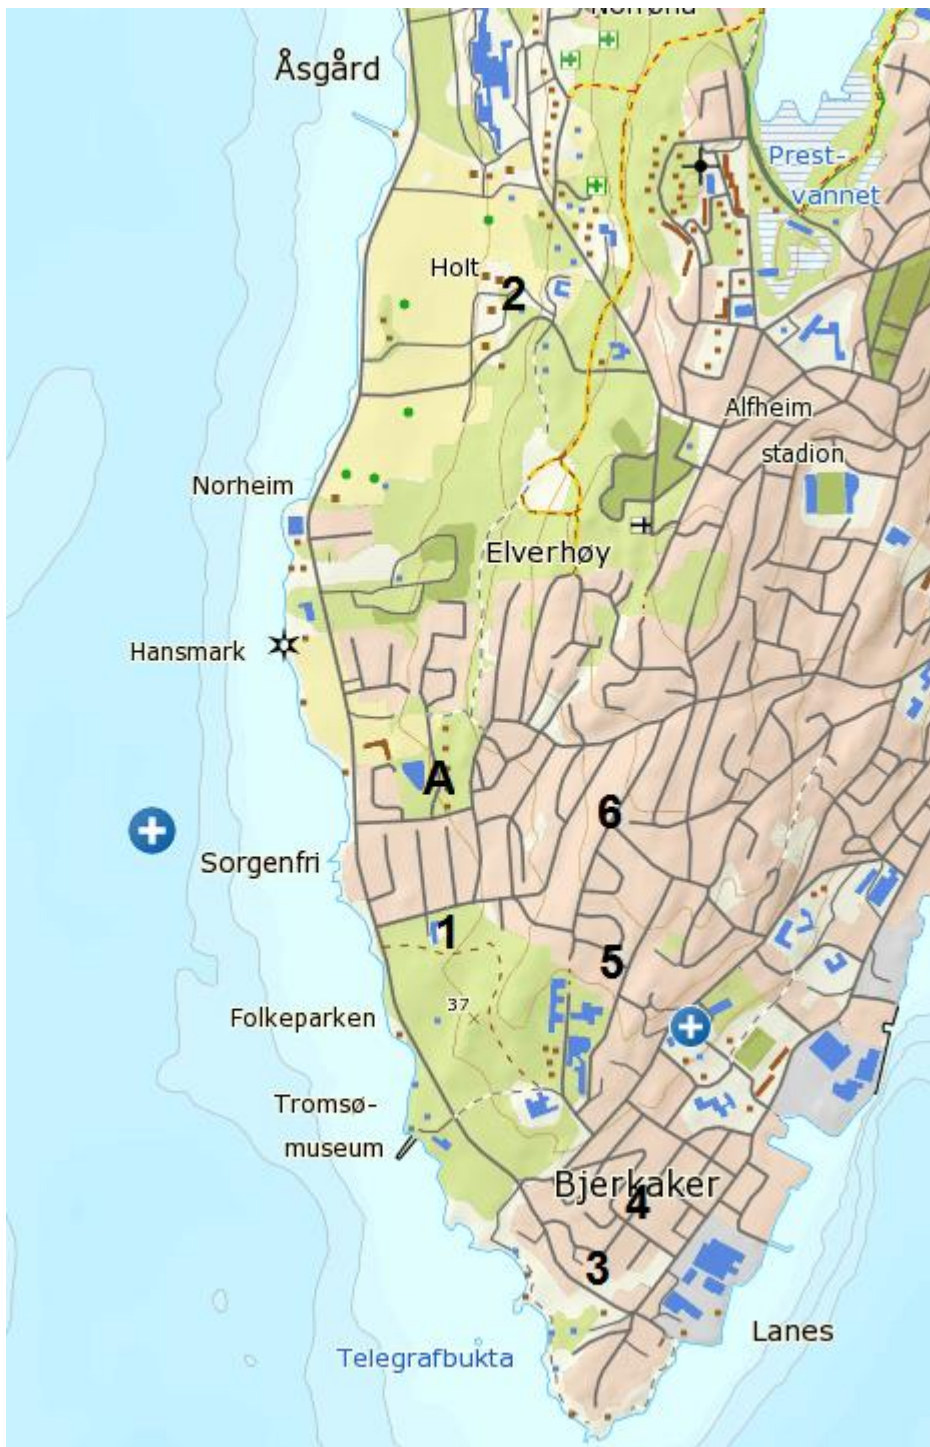 Norrøna
Åsgård
Prest-
vannet
Holt
2
Alfheim
stadion
Norheim
Elverhøy
Hansmark
A
6
Sorgenfri
1
5
37
Folkeparken
Tromsø-
museum
Bjerkaker
4
3
Lanes
Telegrafbukta